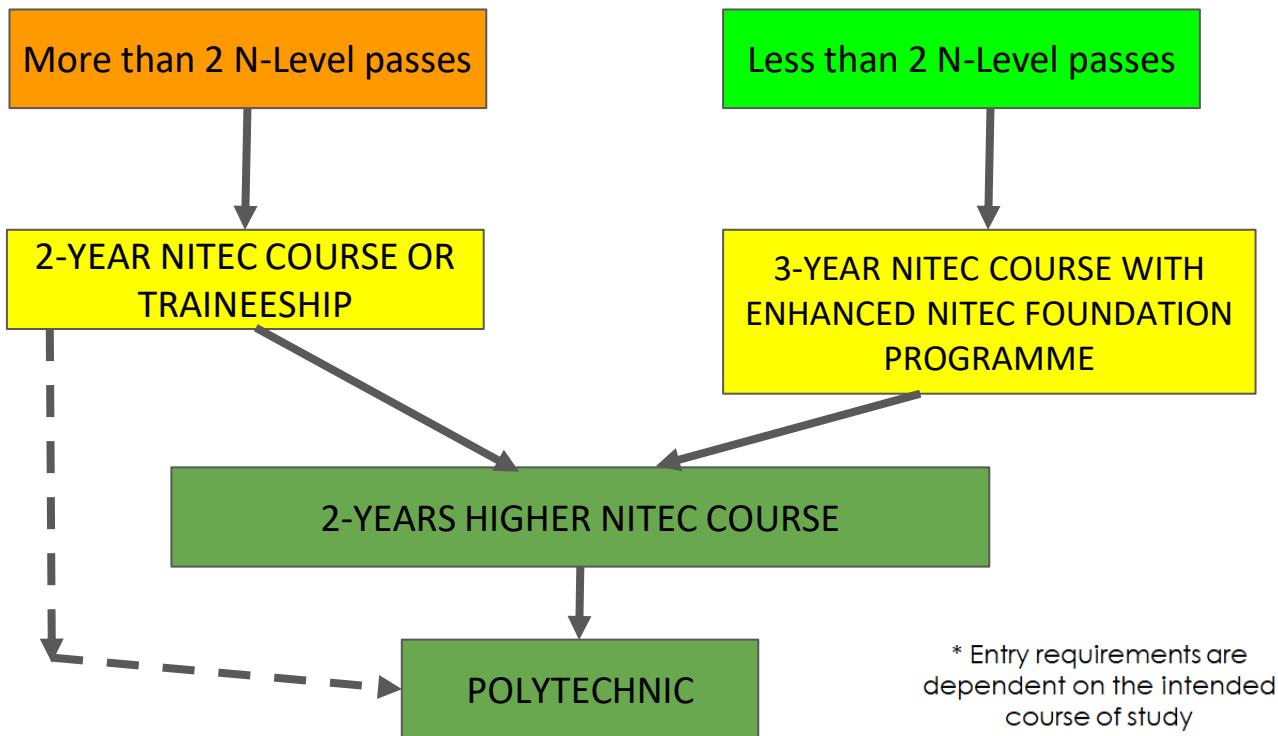 More than 2 N-Level passes
Less than 2 N-Level passes
2-YEAR NITEC COURSE OR
TRAINEESHIP
3-YEAR NITEC COURSE WITH
ENHANCED NITEC FOUNDATION
PROGRAMME
2-YEARS HIGHER NITEC COURSE
POLYTECHNIC
* Entry requirements are
dependent on the intended
course of study